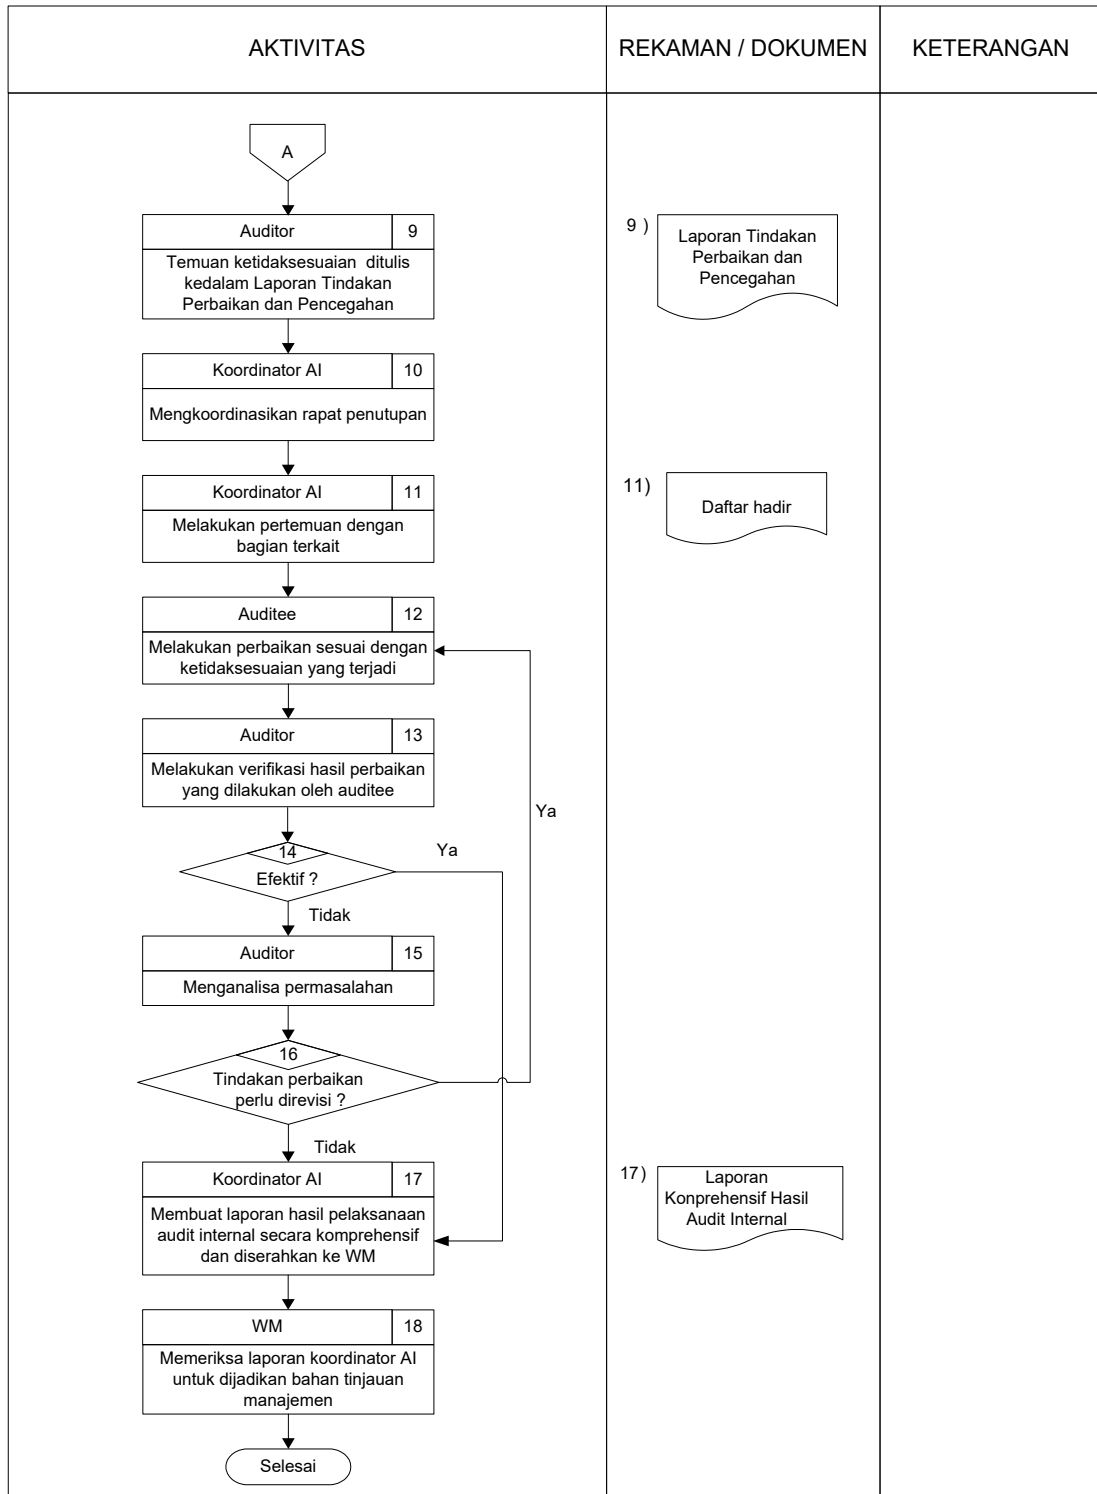 AKTIVITAS
REKAMAN / DOKUMEN
KETERANGAN
A
Auditor
9
Temuan ketidaksesuaian ditulis
kedalam Laporan Tindakan
Perbaikan dan Pencegahan
9 )
Laporan Tindakan
Perbaikan dan
Pencegahan
Koordinator AI
10
Mengkoordinasikan rapat penutupan
Koordinator AI
11
Melakukan pertemuan dengan
bagian terkait
11)
Daftar hadir
Auditee
12
Melakukan perbaikan sesuai dengan
ketidaksesuaian yang terjadi
Auditor
13
Melakukan verifikasi hasil perbaikan
yang dilakukan oleh auditee
Ya
14
Efektif ?
Ya
Tidak
Auditor
15
Menganalisa permasalahan
16
Tindakan perbaikan
perlu direvisi ?
Tidak
Koordinator AI
17
Membuat laporan hasil pelaksanaan
audit internal secara komprehensif
dan diserahkan ke WM
17)
Laporan
Konprehensif Hasil
Audit Internal
WM
18
Memeriksa laporan koordinator AI
untuk dijadikan bahan tinjauan
manajemen
Selesai